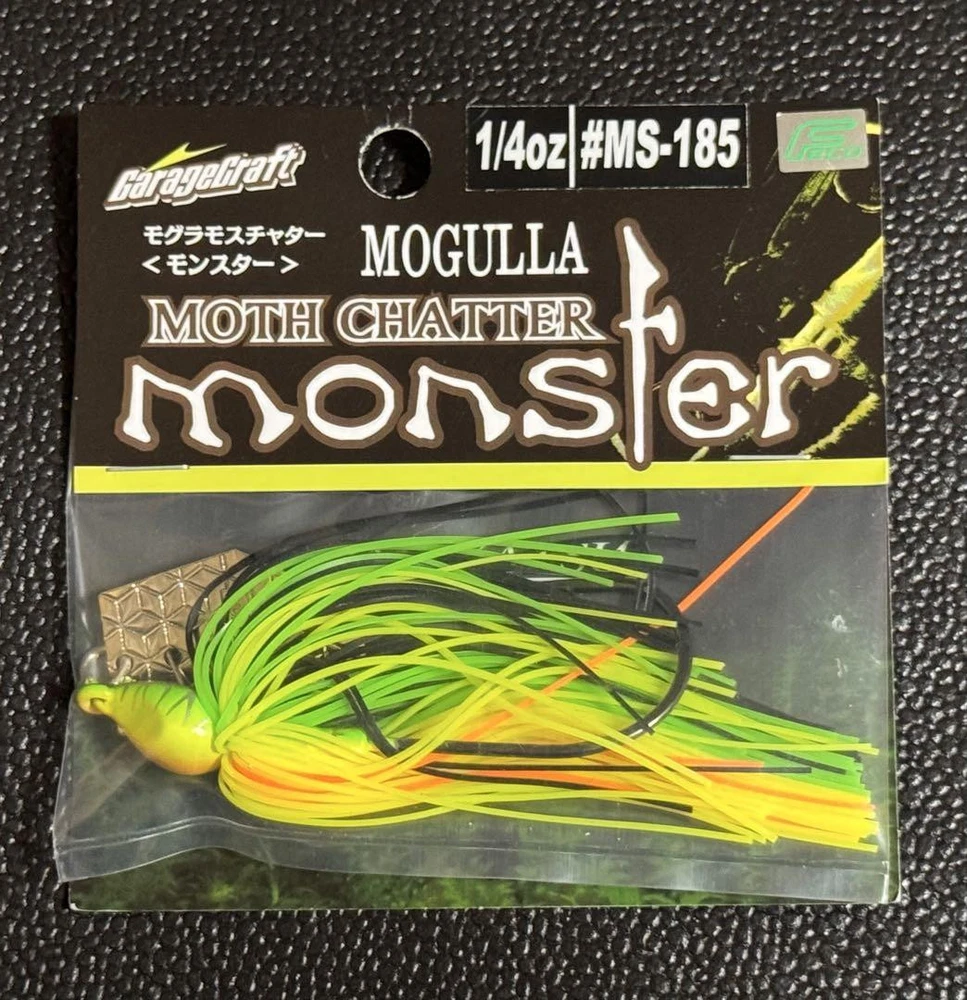 GarageCraft
1/4oz #MS-185
Feco
モグラモスチャター
<モンスター>
MOGULLA
MOTH CHATTER
monster